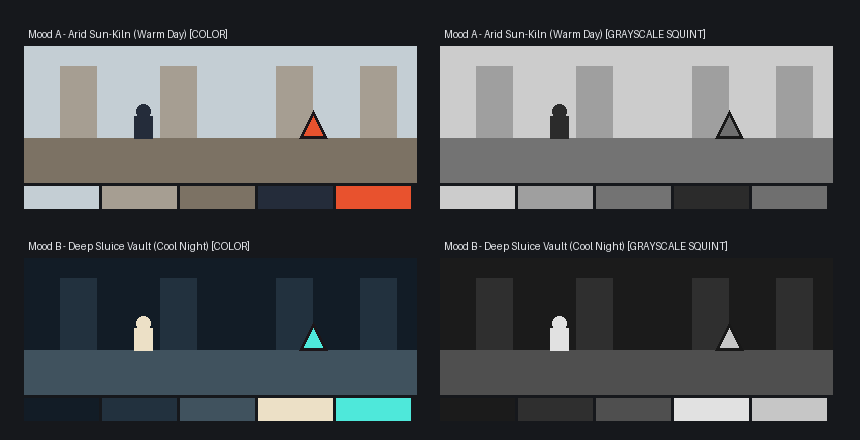 Mood A - Arid Sun-Kiln (Warm Day) [COLOR]
Mood A - Arid Sun-Kiln (Warm Day) [GRAYSCALE SQUINT]
Mood B - Deep Sluice Vault (Cool Night) [COLOR]
Mood B - Deep Sluice Vault (Cool Night) [GRAYSCALE SQUINT]